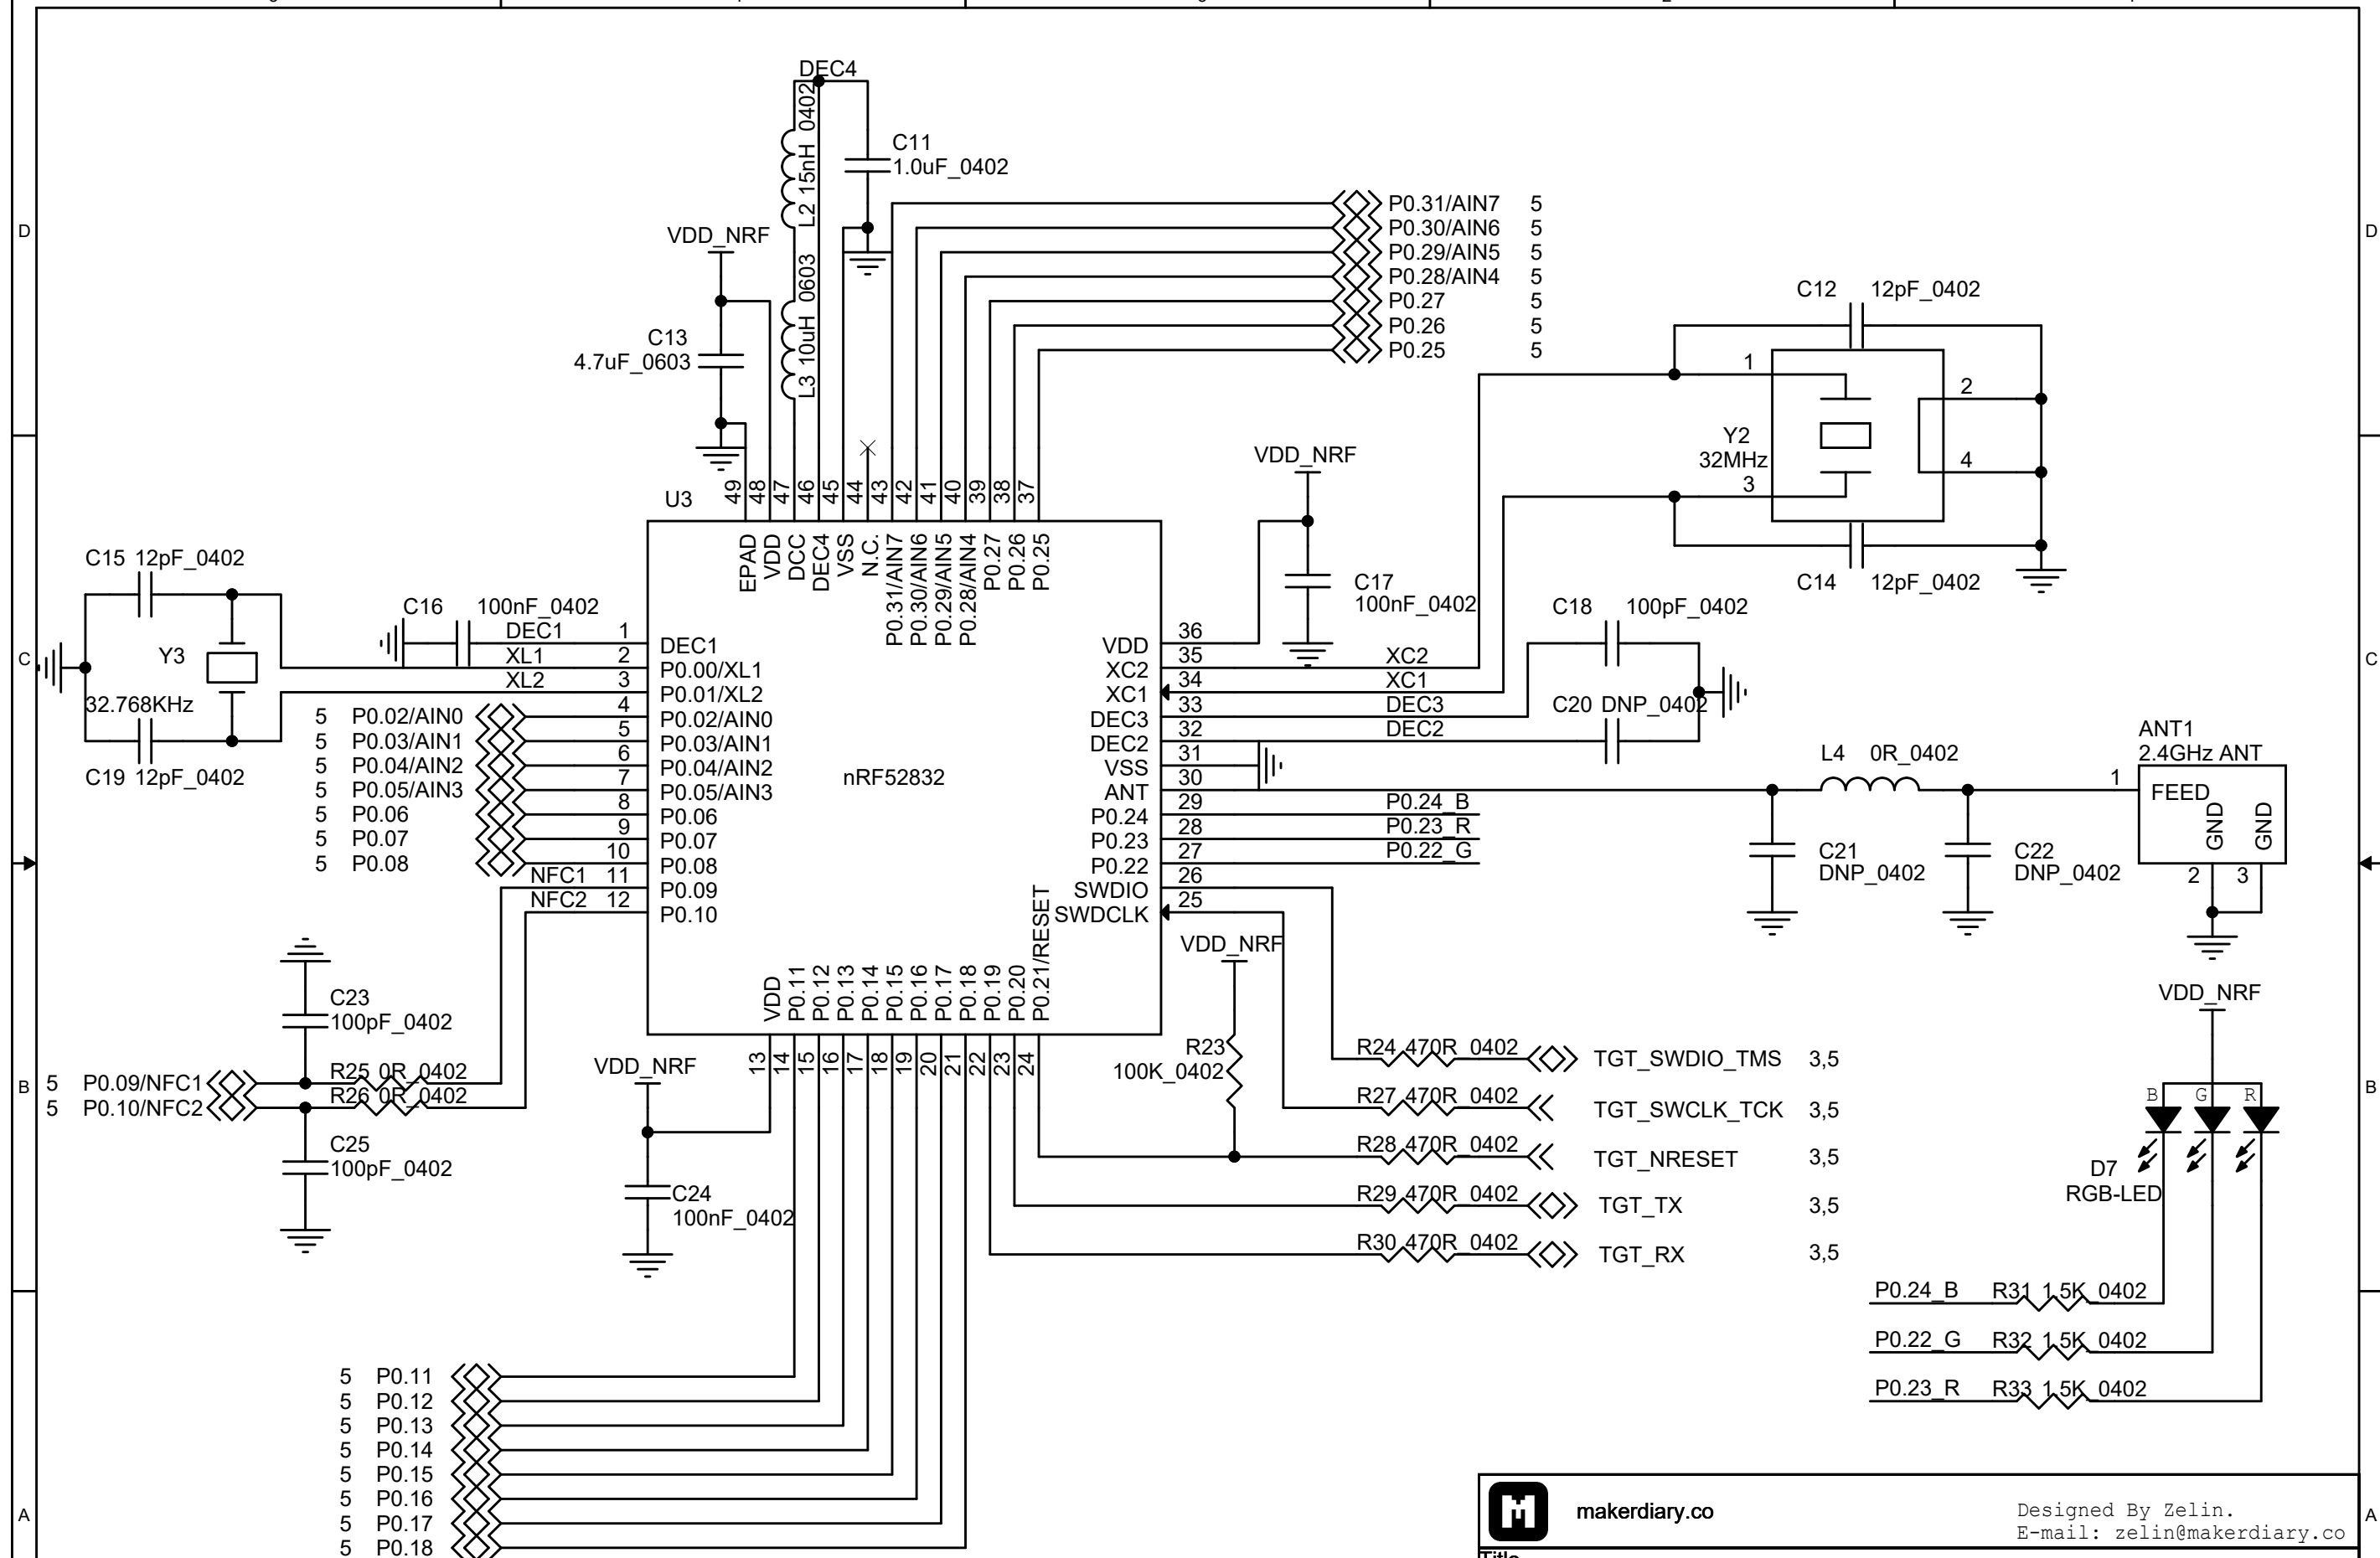 DEC4
L2 15nH 0402
C11
1.0uF_0402
P0.31/AIN7 5
P0.30/AIN6 5
P0.29/AIN5 5
P0.28/AIN4 5
P0.27 5
P0.26 5
P0.25 5
D
D
VDD_NRF
L3 10uH 0603
C13
4.7uF_0603
C12 12pF_0402
1
2
Y2
32MHz
4
3
C14 12pF_0402
VDD_NRF
C17
100nF_0402
U3
49 48 47 46 45 44 43 42 41 40 39 38 37
EPAD VDD DCC DEC4 VSS N.C. P0.31/AIN7 P0.30/AIN6 P0.29/AIN5 P0.28/AIN4 P0.27 P0.26 P0.25
C15 12pF_0402
C16 100nF_0402
Y3
32.768KHz
C19 12pF_0402
C
C
DEC1 1 DEC1
XL1 2 P0.00/XL1
XL2 3 P0.01/XL2
5 P0.02/AIN0 4 P0.02/AIN0
5 P0.03/AIN1 5 P0.03/AIN1
5 P0.04/AIN2 6 P0.04/AIN2
5 P0.05/AIN3 7 P0.05/AIN3
5 P0.06 8 P0.06
5 P0.07 9 P0.07
5 P0.08 10 P0.08
NFC1 11 P0.09
NFC2 12 P0.10
nRF52832
VDD 36
XC2 35 XC2
XC1 34 XC1
DEC3 33 DEC3
DEC2 32 DEC2
VSS 31
ANT 30
P0.24 29 P0.24_B
P0.23 28 P0.23_R
P0.22 27 P0.22_G
SWDIO 26
SWDCLK 25
C18 100pF_0402
C20 DNP_0402
L4 0R_0402
C21
DNP_0402
C22
DNP_0402
ANT1
2.4GHz ANT
1
FEED
GND GND
2 3
VDD P0.11 P0.12 P0.13 P0.14 P0.15 P0.16 P0.17 P0.18 P0.19 P0.20 P0.21/RESET
13 14 15 16 17 18 19 20 21 22 23 24
C23
100pF_0402
5 P0.09/NFC1 R25 0R_0402
5 P0.10/NFC2 R26 0R_0402
C25
100pF_0402
B
B
VDD_NRF
C24
100nF_0402
VDD_NRF
R23
100K_0402
R24 470R_0402 TGT_SWDIO_TMS 3,5
R27 470R_0402 TGT_SWCLK_TCK 3,5
R28 470R_0402 TGT_NRESET 3,5
R29 470R_0402 TGT_TX 3,5
R30 470R_0402 TGT_RX 3,5
VDD_NRF
B G R
D7
RGB-LED
P0.24_B R31 1.5K_0402
P0.22_G R32 1.5K_0402
P0.23_R R33 1.5K_0402
5 P0.11
5 P0.12
5 P0.13
5 P0.14
5 P0.15
5 P0.16
5 P0.17
5 P0.18
A
A
M
makerdiary.co
Designed By Zelin.
E-mail: zelin@makerdiary.co
Title